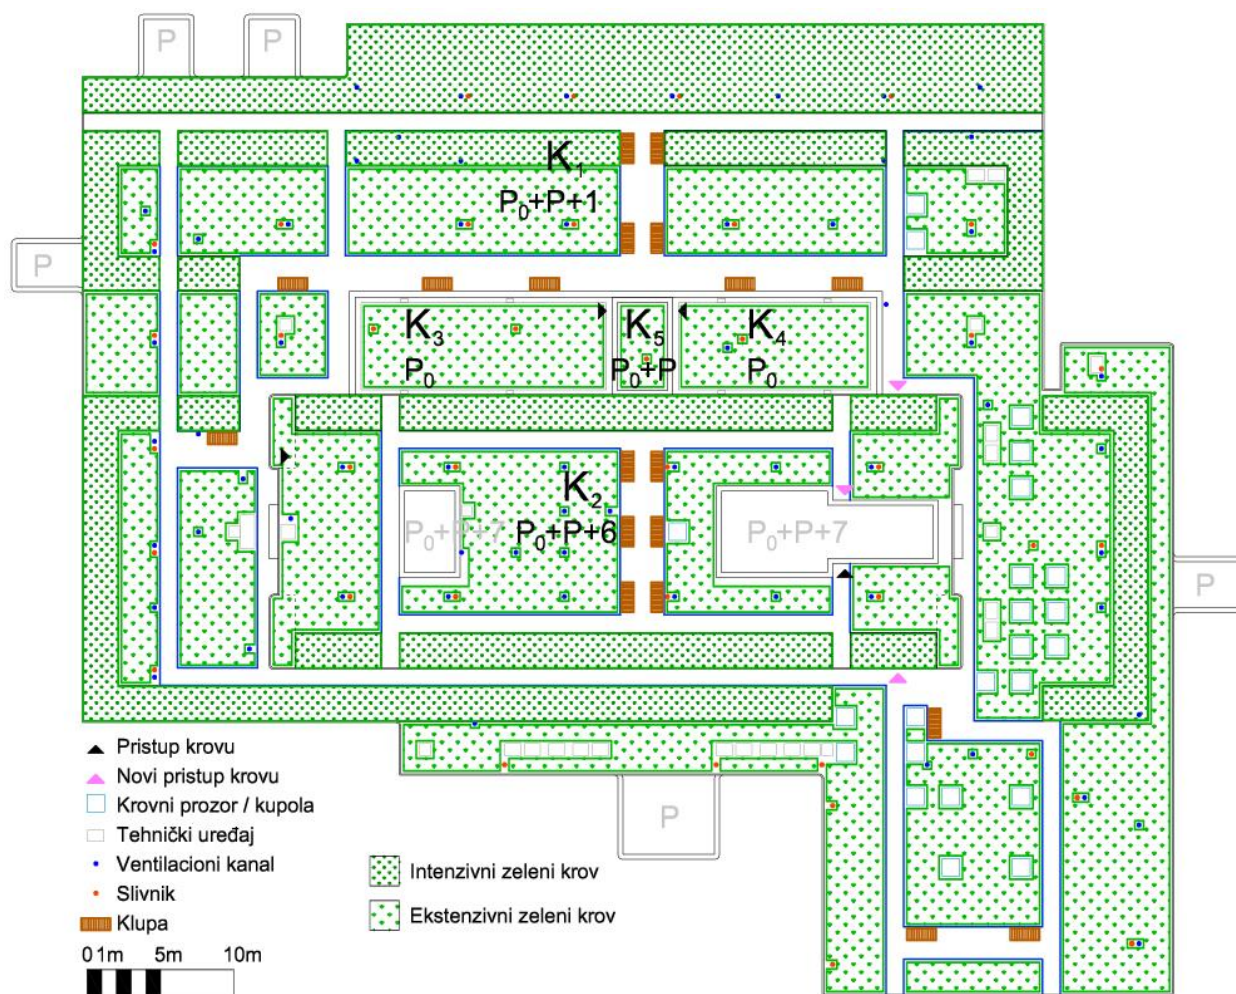 P P
K₁
P₀+P+1
P
K₃ K₅ K₄
P₀ P₀+P P₀
K₂
P₀+P+7 P₀+P+6 P₀+P+7
P
P
Pristup krovu
Novi pristup krovu
Krovni prozor / kupola
Tehnički uređaj
Ventilacioni kanal
Slivnik
Klupa
Intenzivni zeleni krov
Ekstenzivni zeleni krov
0 1m 5m 10m